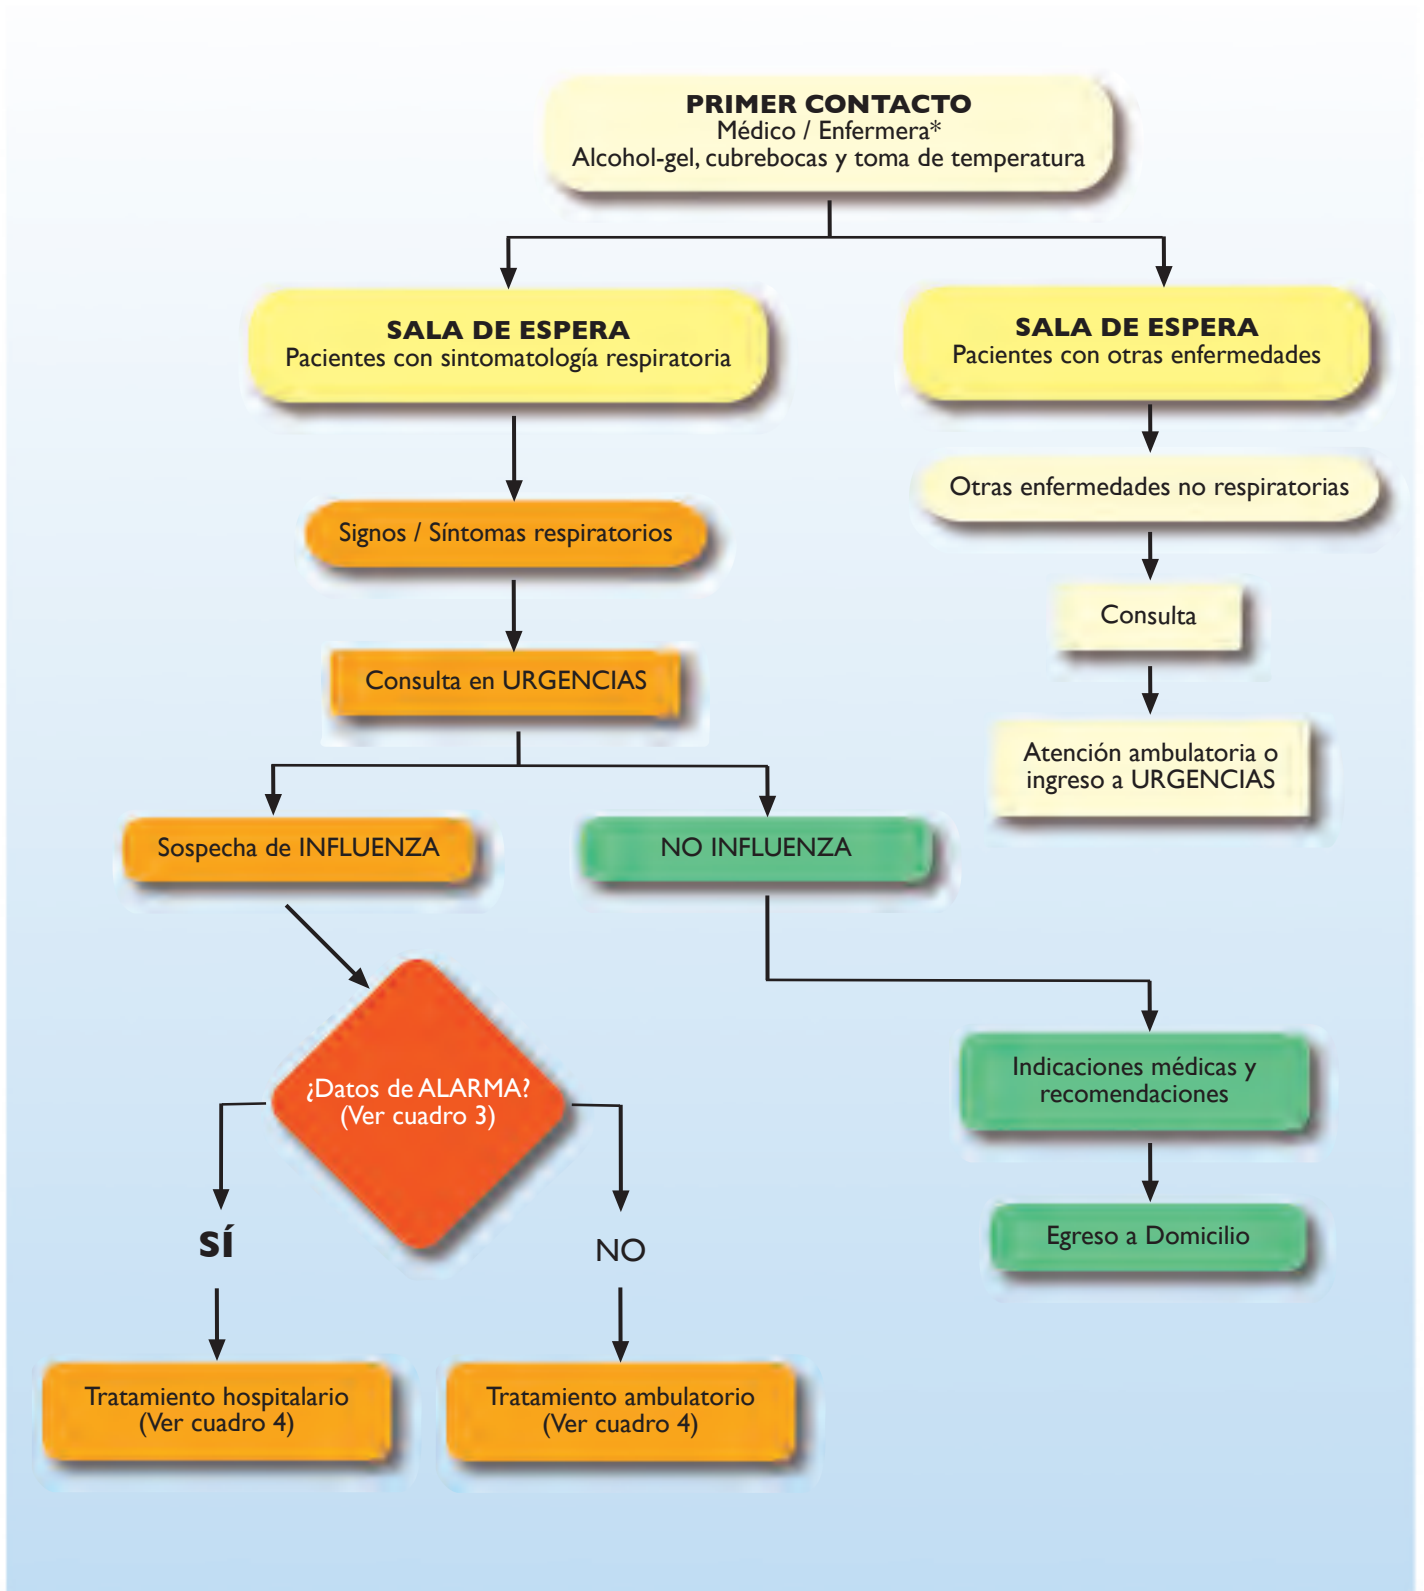 PRIMER CONTACTO
Médico / Enfermera*
Alcohol-gel, cubrebocas y toma de temperatura
SALA DE ESPERA
Pacientes con sintomatología respiratoria
SALA DE ESPERA
Pacientes con otras enfermedades
Signos / Síntomas respiratorios
Otras enfermedades no respiratorias
Consulta en URGENCIAS
Consulta
Atención ambulatoria o
ingreso a URGENCIAS
Sospecha de INFLUENZA
NO INFLUENZA
¿Datos de ALARMA?
(Ver cuadro 3)
Indicaciones médicas y
recomendaciones
Egreso a Domicilio
SÍ
NO
Tratamiento hospitalario
(Ver cuadro 4)
Tratamiento ambulatorio
(Ver cuadro 4)